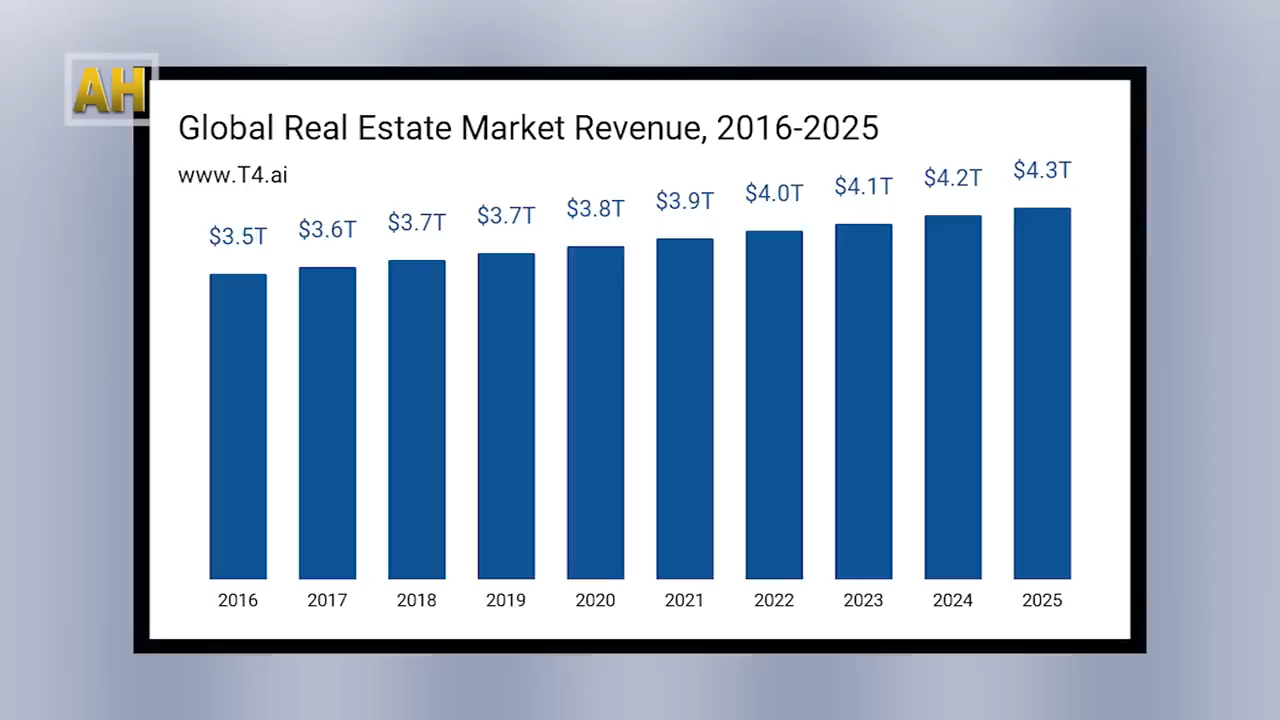 AH
Global Real Estate Market Revenue, 2016-2025
www.T4.ai
$3.5T $3.6T $3.7T $3.7T $3.8T $3.9T $4.0T $4.1T $4.2T $4.3T
2016 2017 2018 2019 2020 2021 2022 2023 2024 2025